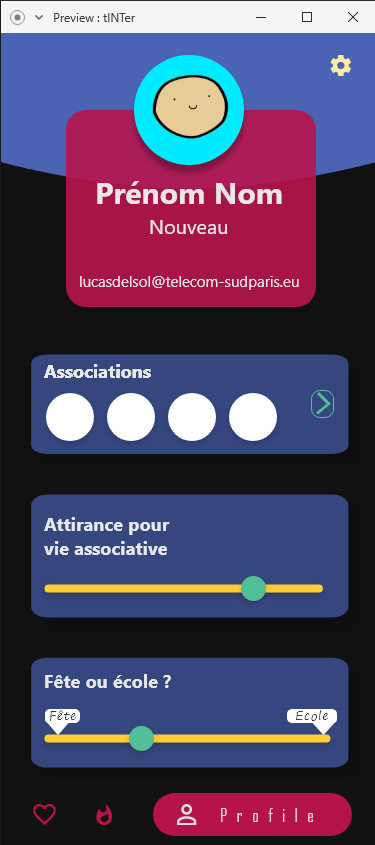 Preview : tINTer
Prénom Nom
Nouveau
lucasdelsol@telecom-sudparis.eu
Associations
Attirance pour
vie associative
Fête ou école ?
Fête
Ecole
Profile